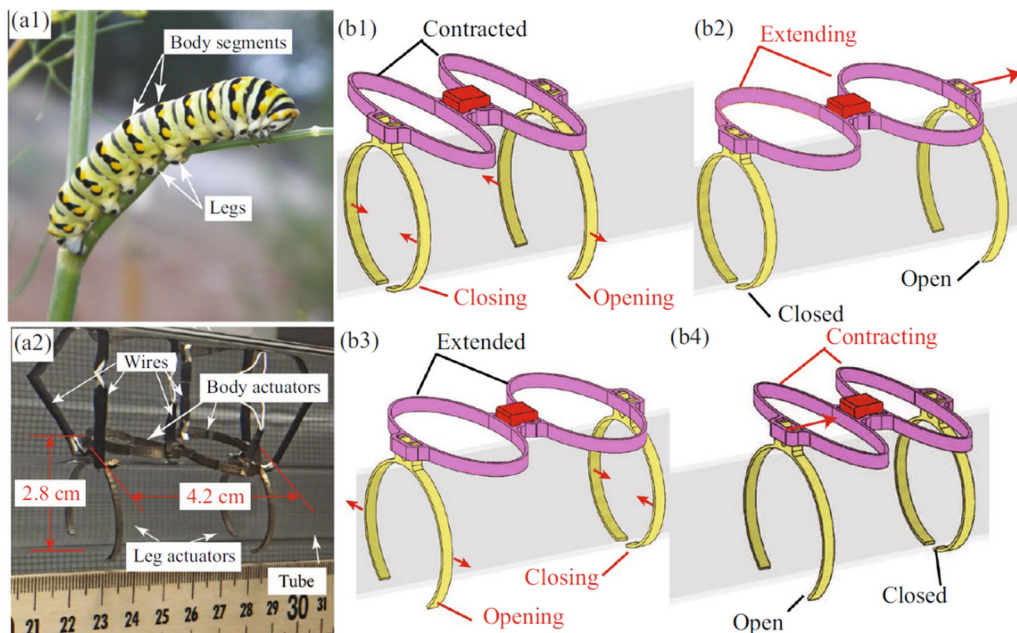 (a1)
Body segments
Legs
(b1)
Contracted
Closing
Opening
(b2)
Extending
Open
Closed
(a2)
Wires
Body actuators
2.8 cm
4.2 cm
Leg actuators
Tube
21 22 23 24 25 26 27 28 29 30 31
(b3)
Extended
Closing
Opening
(b4)
Contracting
Open
Closed